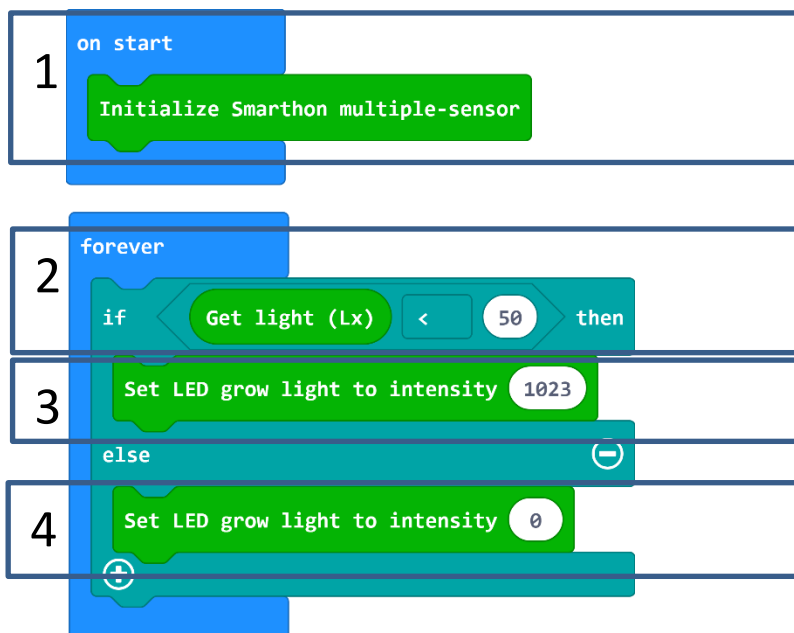 1
on start
Initialize Smarthon multiple-sensor
2
forever
if Get light (Lx) < 50 then
3
Set LED grow light to intensity 1023
else
4
Set LED grow light to intensity 0